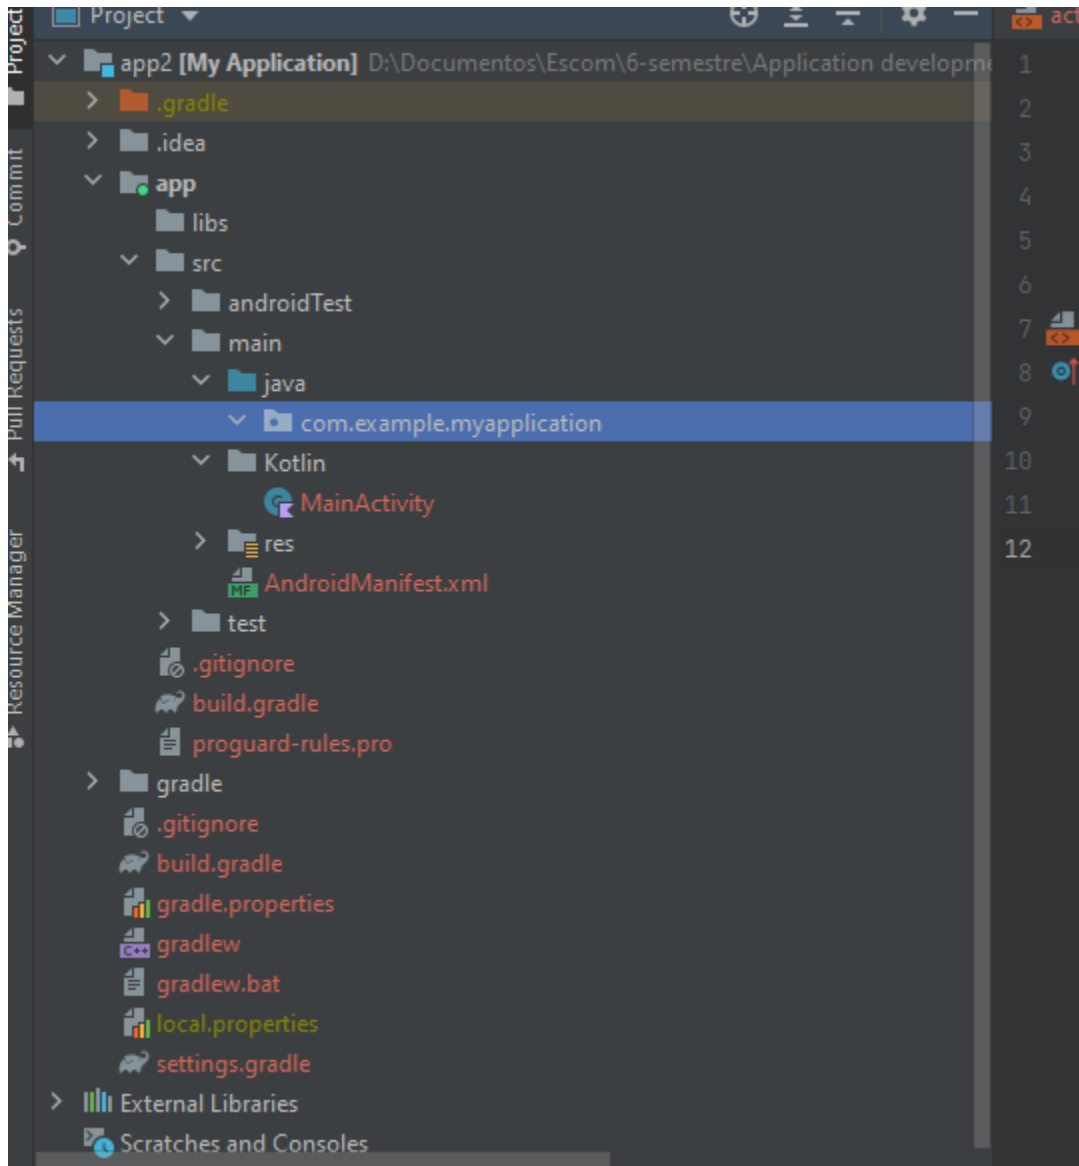 Project
act
app2 [My Application] D:\Documentos\Escom\6-semestre\Application developme
.gradle
.idea
app
libs
src
androidTest
main
java
com.example.myapplication
Kotlin
MainActivity
res
MF AndroidManifest.xml
test
.gitignore
build.gradle
proguard-rules.pro
gradle
.gitignore
build.gradle
gradle.properties
C++ gradlew
gradlew.bat
local.properties
settings.gradle
External Libraries
Scratches and Consoles
Project
Commit
Pull Requests
Resource Manager
1
2
3
4
5
6
7
8
9
10
11
12